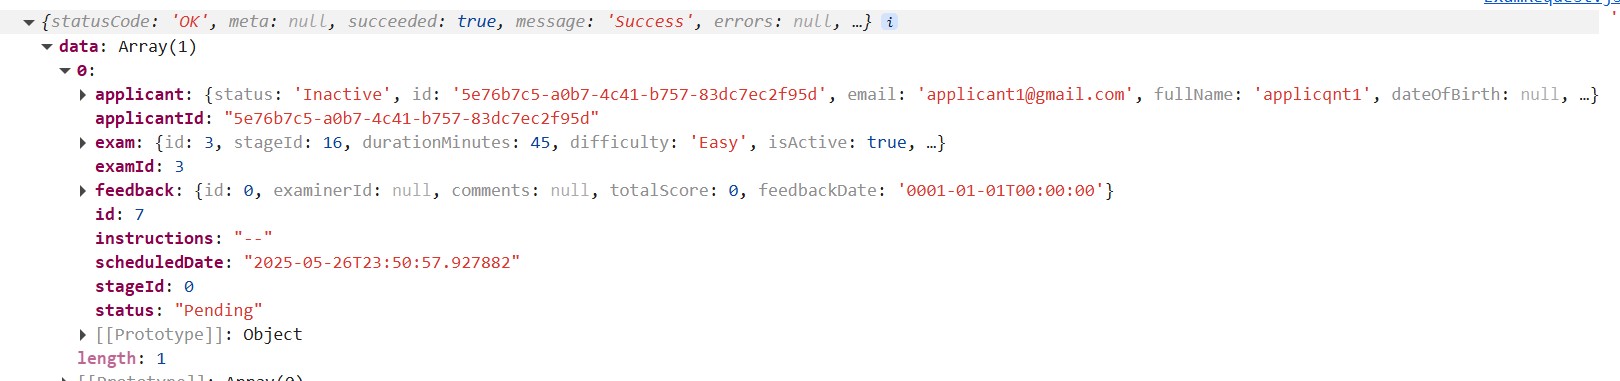 ExamRequest.js
{statusCode: 'OK', meta: null, succeeded: true, message: 'Success', errors: null, …} i
data: Array(1)
0:
applicant: {status: 'Inactive', id: '5e76b7c5-a0b7-4c41-b757-83dc7ec2f95d', email: 'applicant1@gmail.com', fullName: 'applicqnt1', dateOfBirth: null, …}
applicantId: "5e76b7c5-a0b7-4c41-b757-83dc7ec2f95d"
exam: {id: 3, stageId: 16, durationMinutes: 45, difficulty: 'Easy', isActive: true, …}
examId: 3
feedback: {id: 0, examinerId: null, comments: null, totalScore: 0, feedbackDate: '0001-01-01T00:00:00'}
id: 7
instructions: "--"
scheduledDate: "2025-05-26T23:50:57.927882"
stageId: 0
status: "Pending"
[[Prototype]]: Object
length: 1
[[Prototype]]: Array(0)